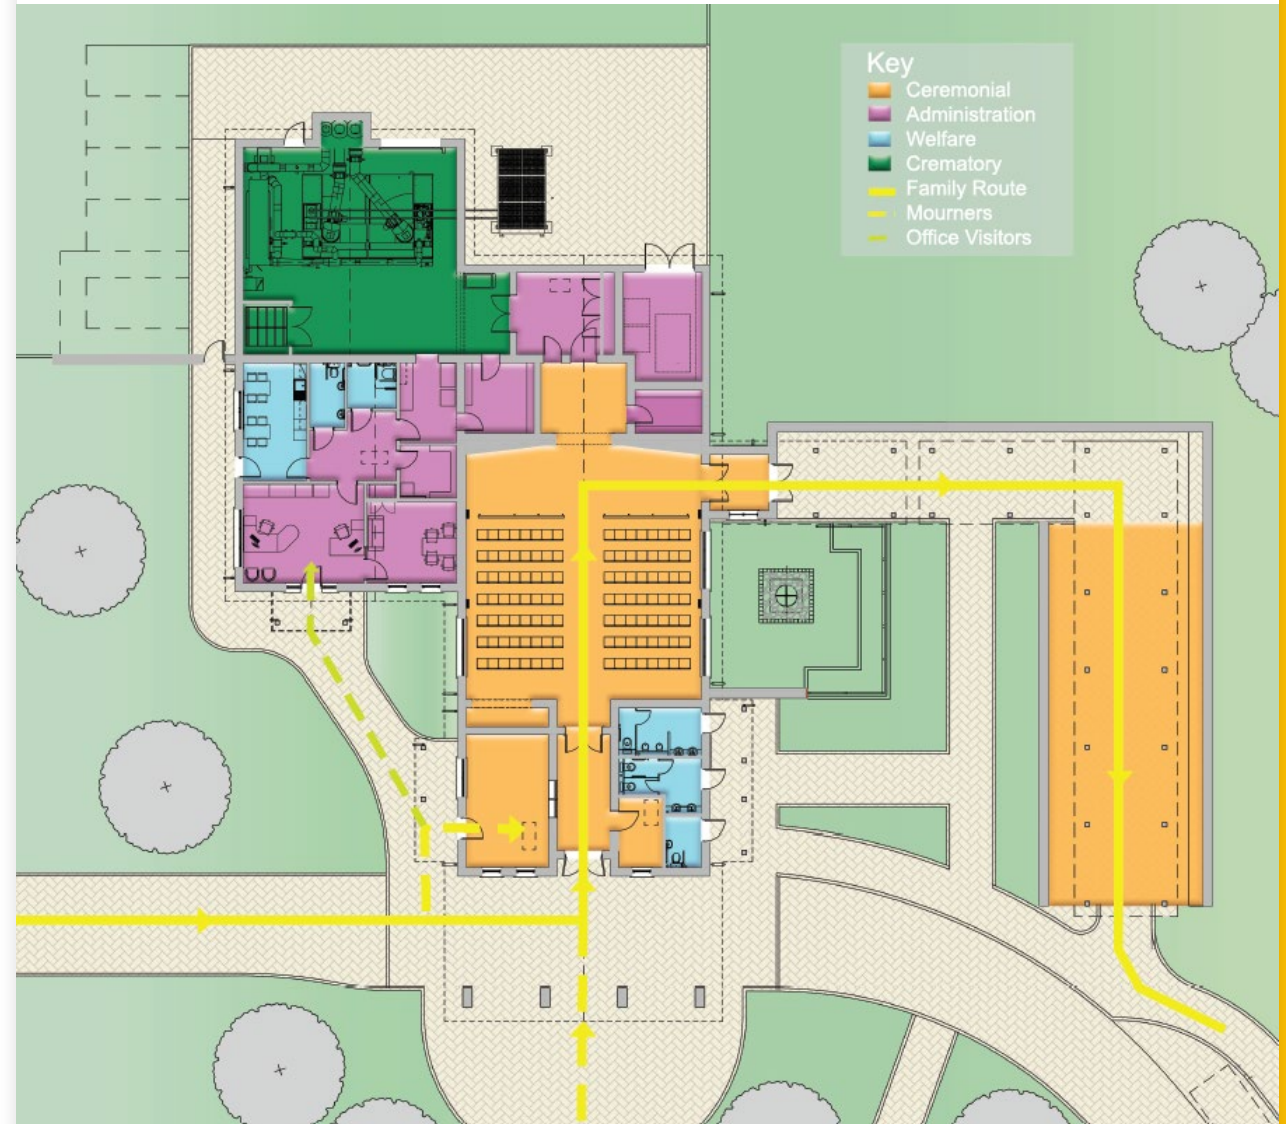 Key
Ceremonial
Administration
Welfare
Crematory
Family Route
Mourners
Office Visitors